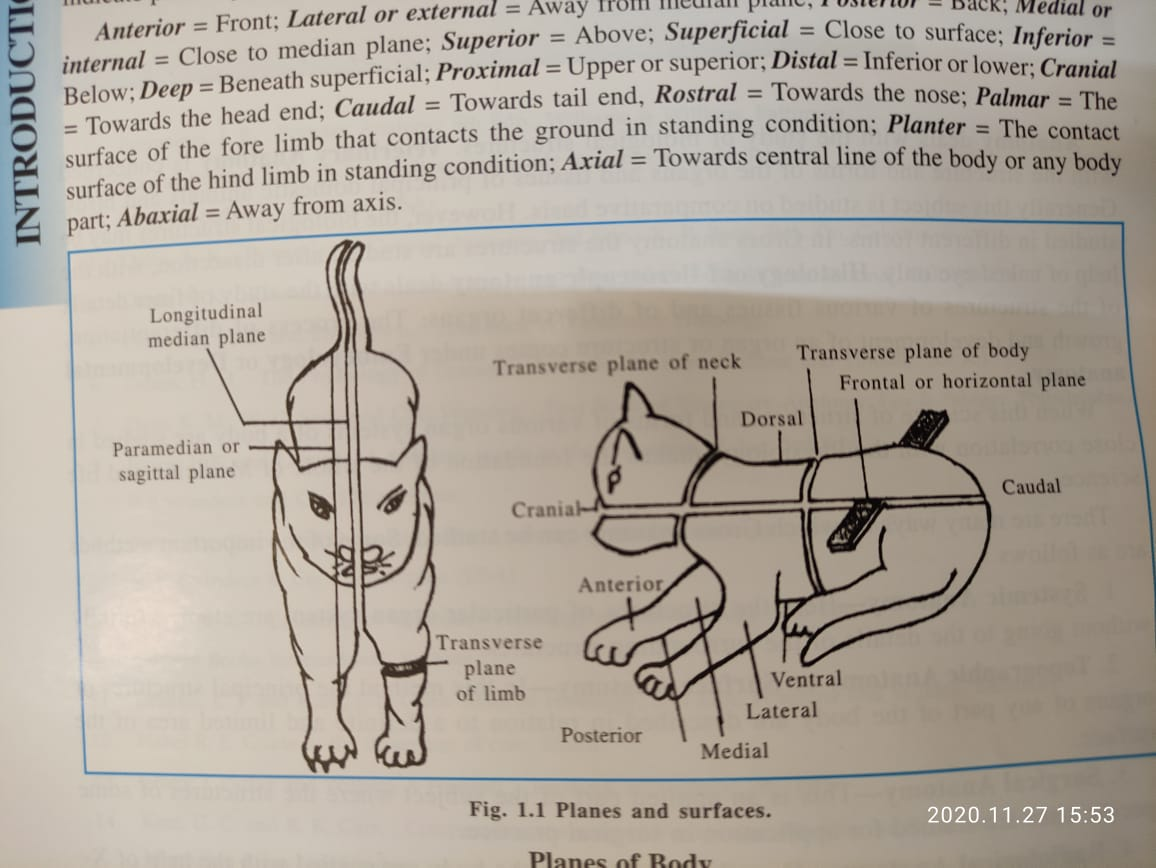 INTRODUCTI
Anterior = Front; Lateral or external = Away from median plane; Posterior = Back; Medial or
internal = Close to median plane; Superior = Above; Superficial = Close to surface; Inferior =
Below; Deep = Beneath superficial; Proximal = Upper or superior; Distal = Inferior or lower; Cranial
= Towards the head end; Caudal = Towards tail end, Rostral = Towards the nose; Palmar = The
surface of the fore limb that contacts the ground in standing condition; Planter = The contact
surface of the hind limb in standing condition; Axial = Towards central line of the body or any body
part; Abaxial = Away from axis.
Longitudinal
median plane
Paramedian or
sagittal plane
Transverse
plane
of limb
Transverse plane of neck
Transverse plane of body
Frontal or horizontal plane
Dorsal
Caudal
Cranial
Anterior
Ventral
Lateral
Posterior
Medial
Fig. 1.1 Planes and surfaces.
2020.11.27 15:53
Planes of Body